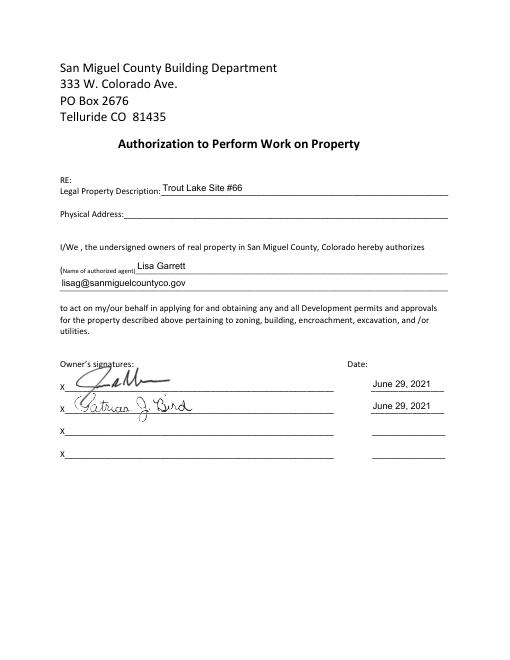 San Miguel County Building Department
333 W. Colorado Ave.
PO Box 2676
Telluride CO 81435
Authorization to Perform Work on Property
RE:
Legal Property Description: Trout Lake Site #66
Physical Address:
I/We , the undersigned owners of real property in San Miguel County, Colorado hereby authorizes
(Name of authorized agent) Lisa Garrett
lisag@sanmiguelcountyco.gov
to act on my/our behalf in applying for and obtaining any and all Development permits and approvals
for the property described above pertaining to zoning, building, encroachment, excavation, and /or
utilities.
Owner's signatures: Date:
X June 29, 2021
X Patricia J. Bird June 29, 2021
X
X